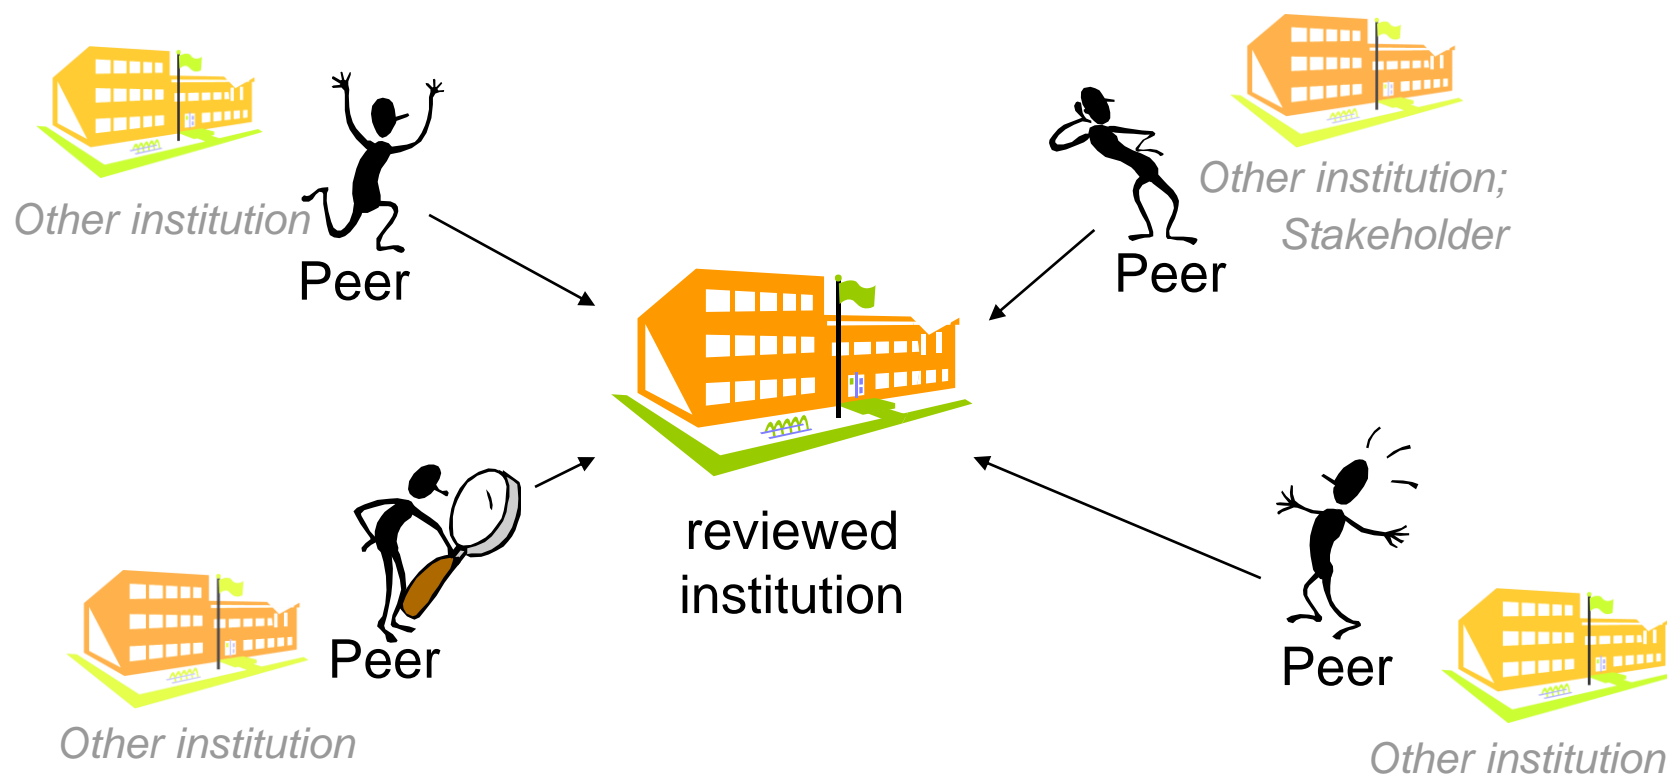 Other institution
Peer
Other institution;
Stakeholder
Peer
reviewed
institution
Peer
Other institution
Peer
Other institution